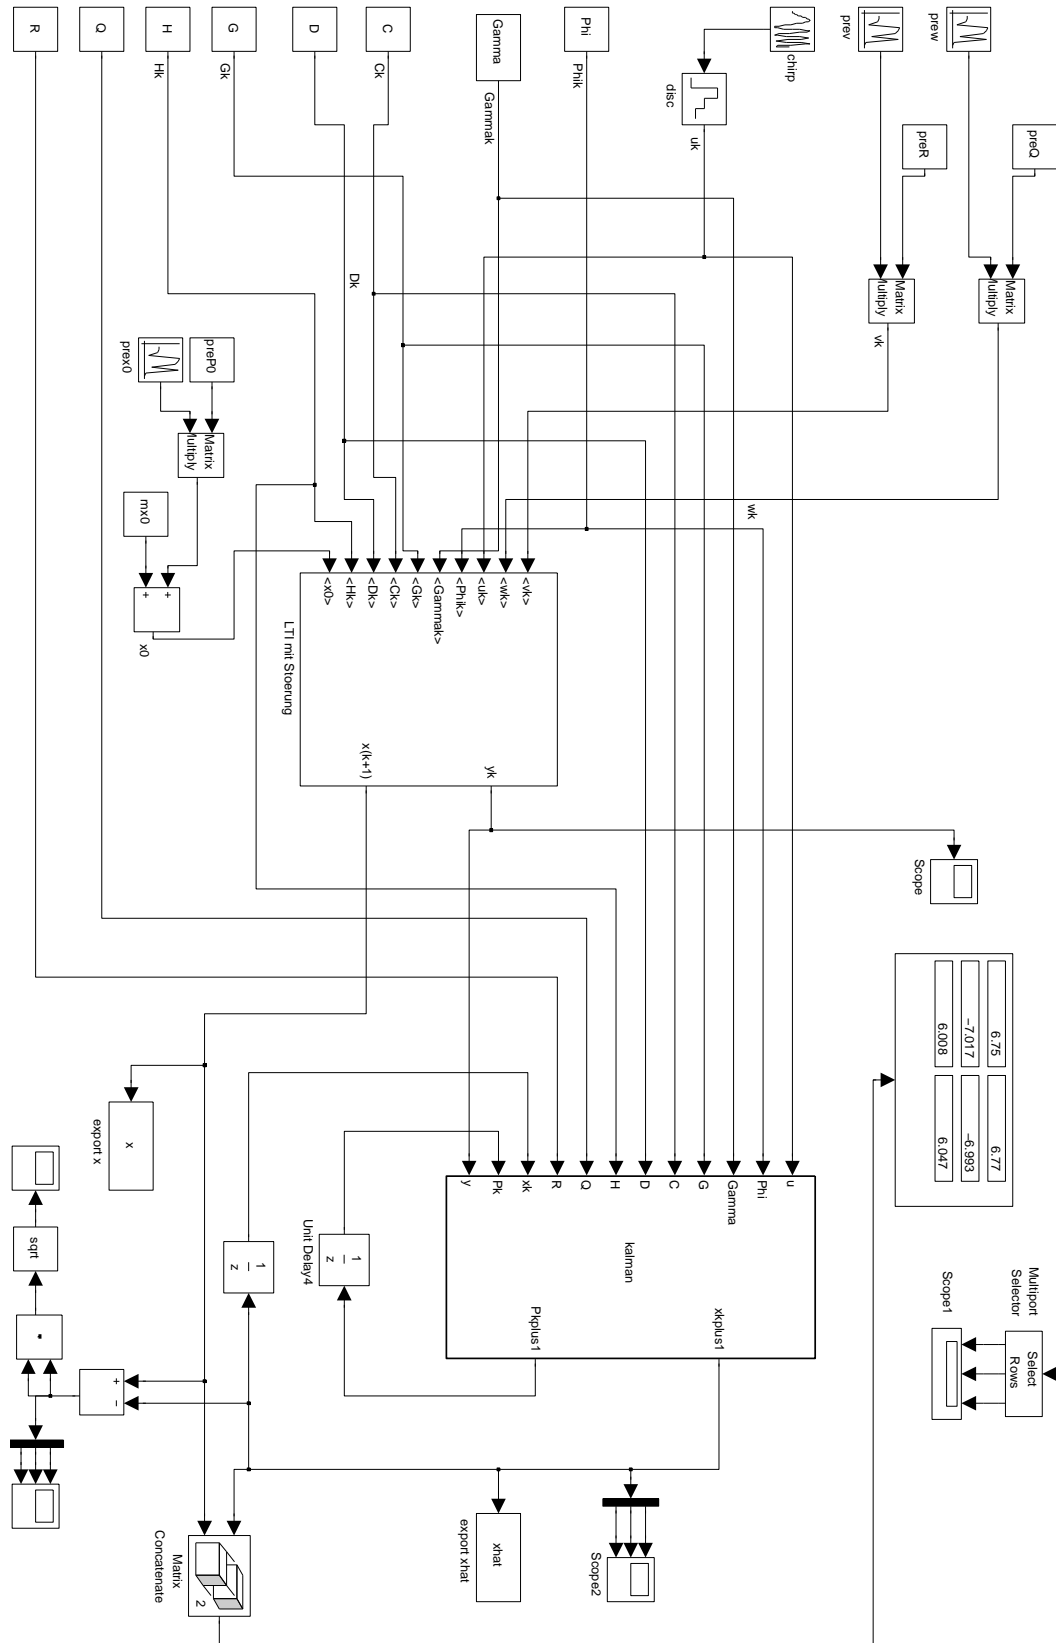 R
Q
H
G
D
C
Gamma
Phi
chirp
prev
prew
Hk
Gk
Ck
Gammak
Phik
disc
uk
preR
preQ
Matrix
Multiply
vk
Matrix
Multiply
Dk
prex0
preP0
Matrix
Multiply
mx0
wk
+
+
x0
<x0>
<Hk>
<Dk>
<Ck>
<Gk>
<Gammak>
<Phik>
<uk>
<wk>
<vk>
LTI mit Stoerung
x(k+1)
yk
Scope
6.75
6.77
−7.017
−6.993
6.008
6.047
x
export x
y
Pk
xk
R
Q
H
D
C
G
Gamma
Phi
u
kalman
Pkplus1
xkplus1
1
z
Unit Delay4
1
z
sqrt
Multiport
Selector
Select
Rows
Scope1
*
+
−
xhat
export xhat
Scope2
2
Matrix
Concatenate